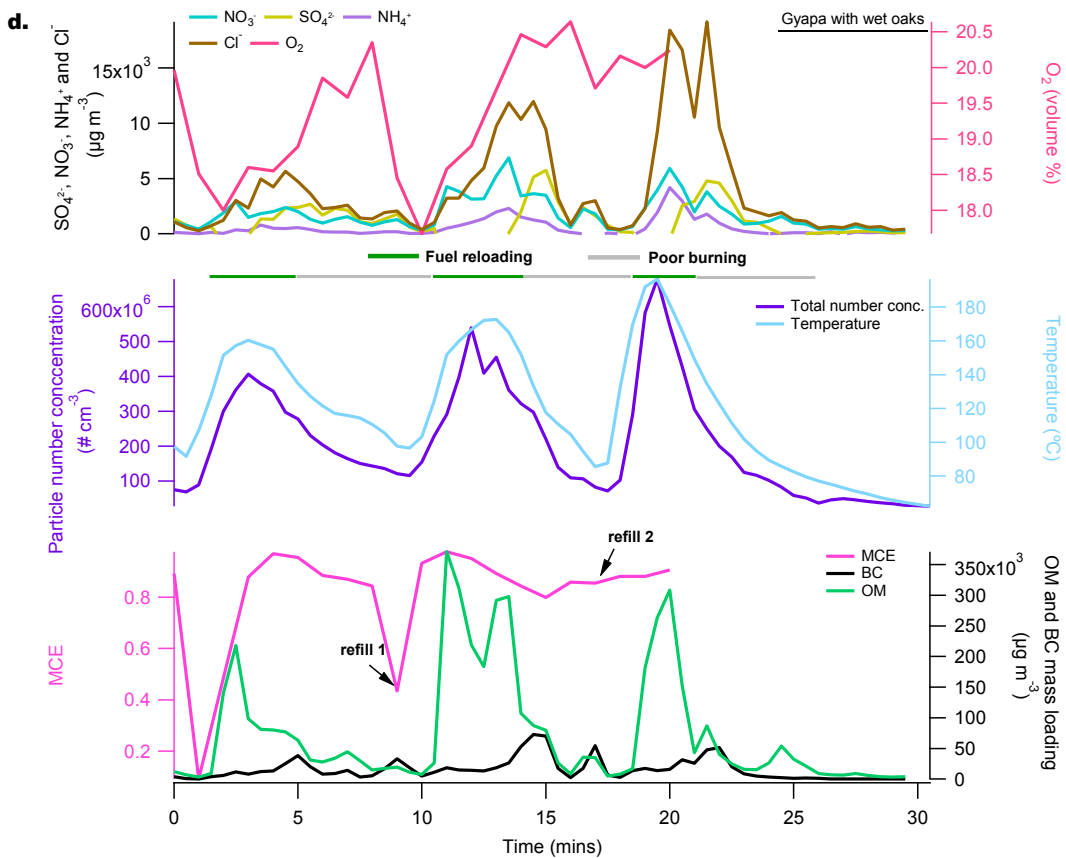 d.
NO₃⁻ SO₄²⁻ NH₄⁺
Cl⁻ O₂
Gyapa with wet oaks
SO₄²⁻, NO₃⁻, NH₄⁺ and Cl⁻
(µg m⁻³)
15x10³
10
5
0
20.5
20.0
19.5
19.0
18.5
18.0
O₂ (volume %)
Fuel reloading Poor burning
Particle number conccentration
(# cm⁻³)
600x10⁶
500
400
300
200
100
Total number conc.
Temperature
180
160
140
120
100
80
Temperature (ºC)
MCE
0.8
0.6
0.4
0.2
refill 1
refill 2
MCE
BC
OM
350x10³
300
250
200
150
100
50
0
OM and BC mass loading
(µg m⁻³)
0 5 10 15 20 25 30
Time (mins)